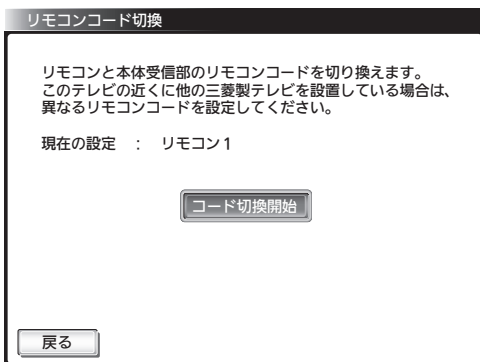 リモコンコード切換
リモコンと本体受信部のリモコンコードを切り換えます。
このテレビの近くに他の三菱製テレビを設置している場合は、
異なるリモコンコードを設定してください。
現在の設定　：　リモコン1
コード切換開始
戻る